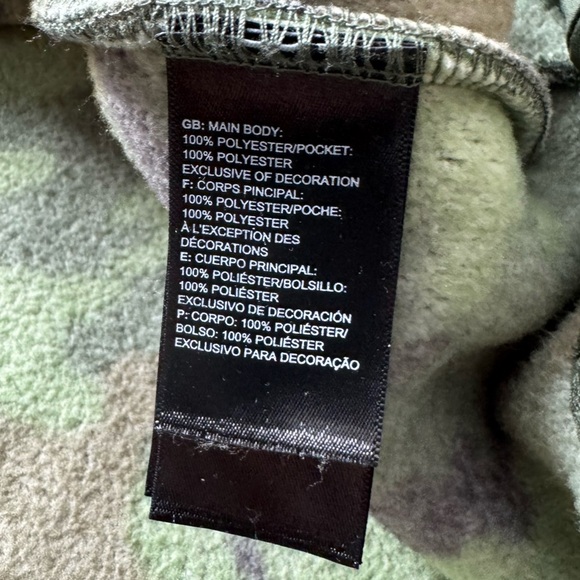 GB: MAIN BODY:
100% POLYESTER/POCKET:
100% POLYESTER
EXCLUSIVE OF DECORATION
F: CORPS PINCIPAL:
100% POLYESTER/POCHE:
100% POLYESTER
À L'EXCEPTION DES
DÉCORATIONS
E: CUERPO PRINCIPAL:
100% POLIÉSTER/BOLSILLO:
100% POLIÉSTER
EXCLUSIVO DE DECORACIÓN
P: CORPO: 100% POLIÉSTER/
BOLSO: 100% POLIÉSTER
EXCLUSIVO PARA DECORAÇÃO